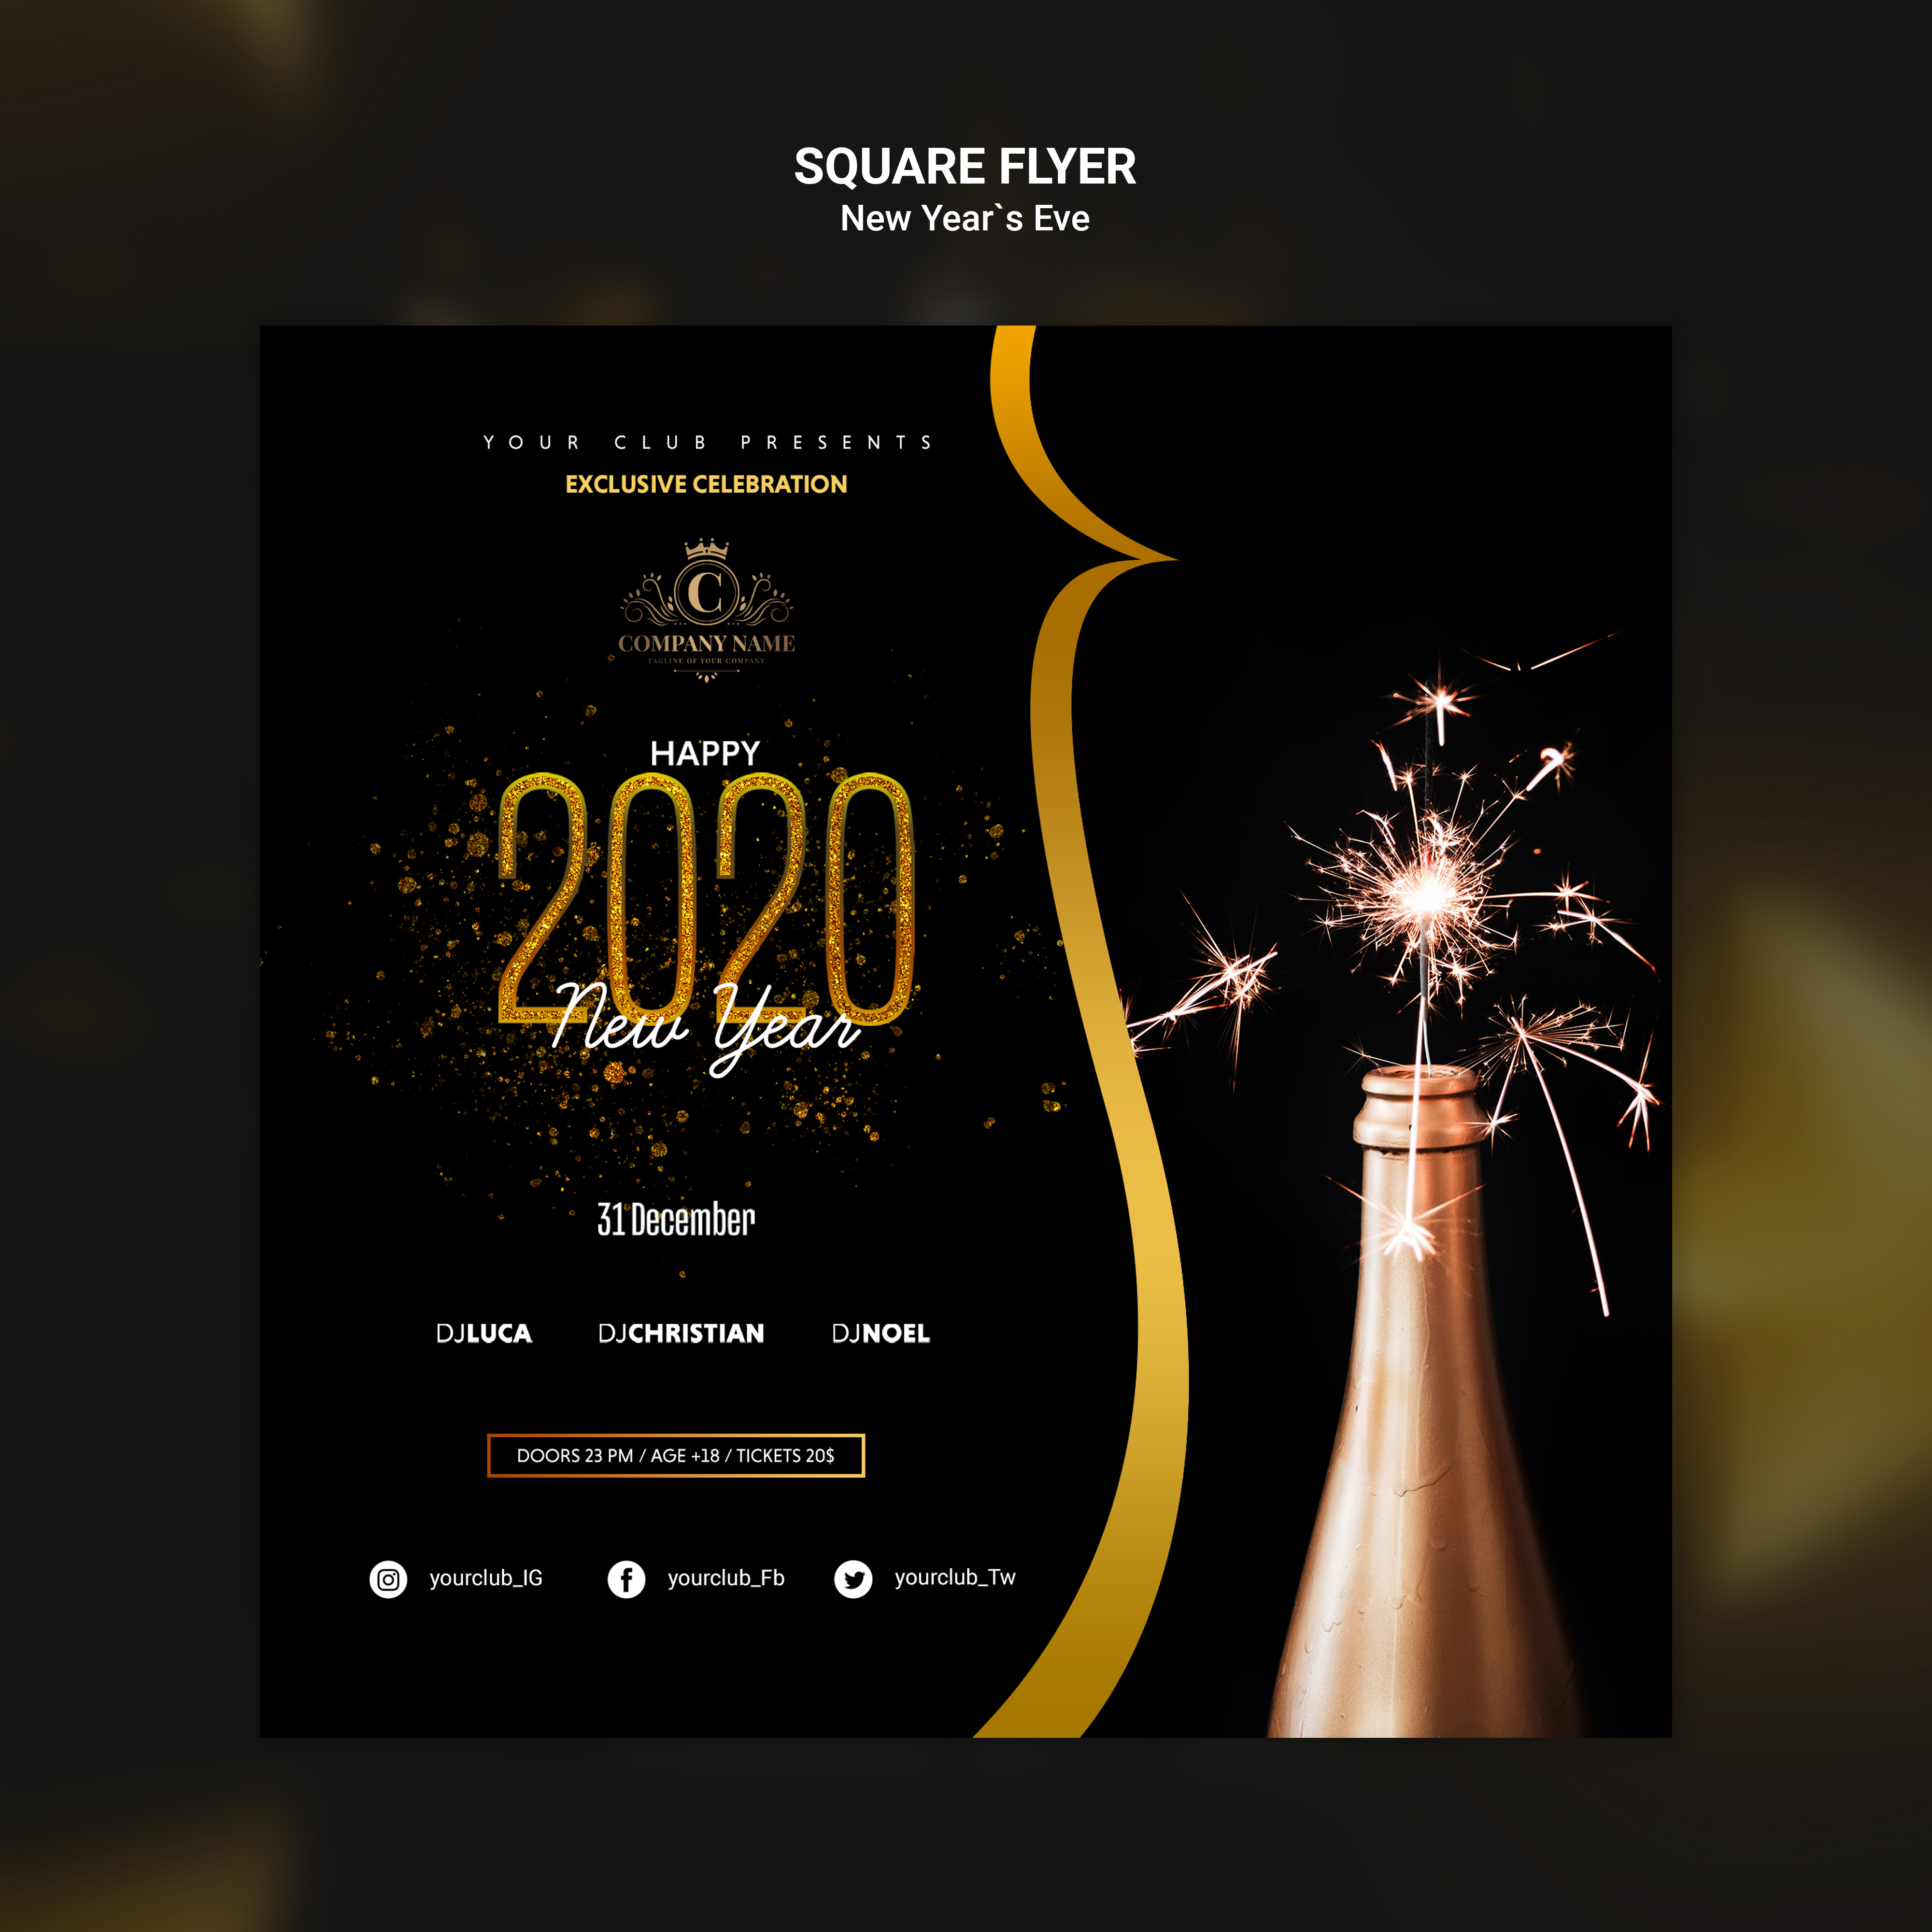 SQUARE FLYER
New Year`s Eve
YOUR CLUB PRESENTS
EXCLUSIVE CELEBRATION
C
COMPANY NAME
TAGLINE OF YOUR COMPANY
HAPPY
2020
New Year
31 December
DJLUCA DJCHRISTIAN DJNOEL
DOORS 23 PM / AGE +18 / TICKETS 20$
yourclub_IG yourclub_Fb yourclub_Tw